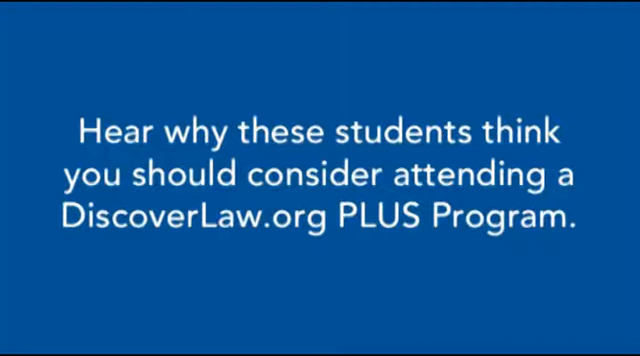 Hear why these students think
you should consider attending a
DiscoverLaw.org PLUS Program.